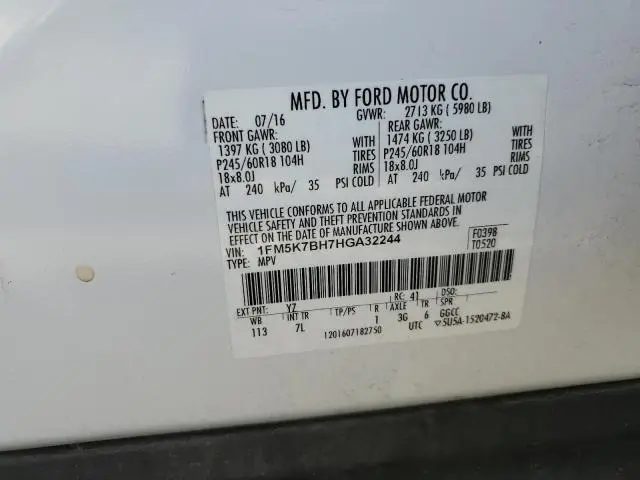 MFD. BY FORD MOTOR CO.
DATE: 07/16 GVWR: 2713 KG ( 5980 LB)
FRONT GAWR: REAR GAWR:
1397 KG ( 3080 LB) WITH 1474 KG ( 3250 LB) WITH
P245/60R18 104H TIRES P245/60R18 104H TIRES
18x8.0J RIMS 18x8.0J RIMS
AT 240 kPa/ 35 PSI COLD AT 240 kPa/ 35 PSI COLD
THIS VEHICLE CONFORMS TO ALL APPLICABLE FEDERAL MOTOR
VEHICLE SAFETY AND THEFT PREVENTION STANDARDS IN
EFFECT ON THE DATE OF MANUFACTURE SHOWN ABOVE.
VIN: 1FM5K7BH7HGA32244 F0398
TYPE: MPV T0520
EXT PNT: YZ RC: 41 DSO:
WB INT TR TP/PS R AXLE TR SPR
113 7L 1 3G 6 GGCC
1201607182750 UTC ▽5U5A-1520472-BA